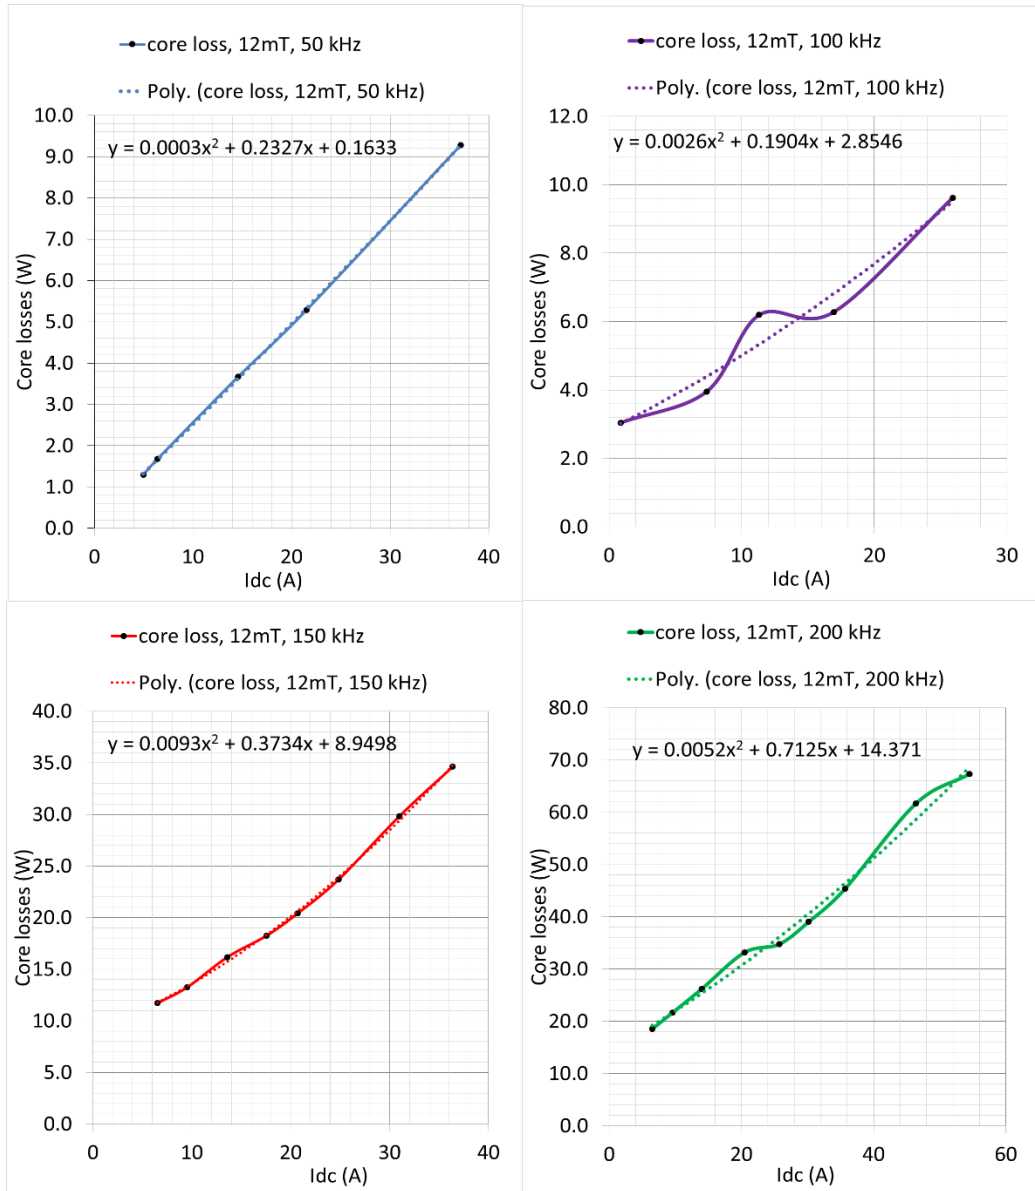 core loss, 12mT, 50 kHz
Poly. (core loss, 12mT, 50 kHz)
y = 0.0003x² + 0.2327x + 0.1633
10.0
9.0
8.0
7.0
6.0
5.0
4.0
3.0
2.0
1.0
0.0
Core losses (W)
0 10 20 30 40
Idc (A)
core loss, 12mT, 100 kHz
Poly. (core loss, 12mT, 100 kHz)
y = 0.0026x² + 0.1904x + 2.8546
12.0
10.0
8.0
6.0
4.0
2.0
0.0
Core losses (W)
0 10 20 30
Idc (A)
core loss, 12mT, 150 kHz
Poly. (core loss, 12mT, 150 kHz)
y = 0.0093x² + 0.3734x + 8.9498
40.0
35.0
30.0
25.0
20.0
15.0
10.0
5.0
0.0
Core losses (W)
0 10 20 30 40
Idc (A)
core loss, 12mT, 200 kHz
Poly. (core loss, 12mT, 200 kHz)
y = 0.0052x² + 0.7125x + 14.371
80.0
70.0
60.0
50.0
40.0
30.0
20.0
10.0
0.0
Core losses (W)
0 20 40 60
Idc (A)